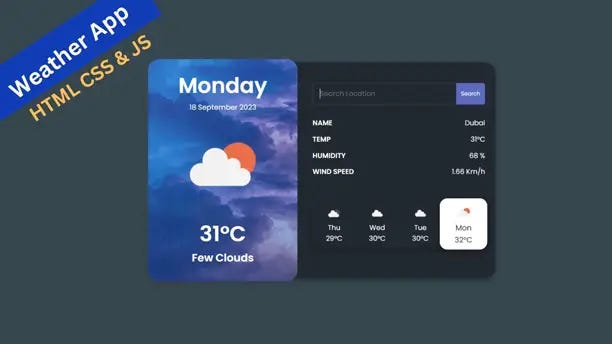 Weather App
HTML CSS & JS
Monday
18 September 2023
31°C
Few Clouds
Search Location
Search
NAME Dubai
TEMP 31°C
HUMIDITY 68 %
WIND SPEED 1.66 Km/h
Thu Wed Tue Mon
29°C 30°C 30°C 32°C